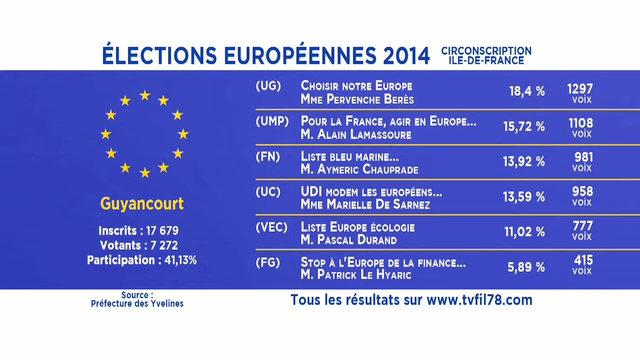 ÉLECTIONS EUROPÉENNES 2014 CIRCONSCRIPTION
ILE-DE-FRANCE
(UG) CHOISIR NOTRE EUROPE 18,4 % 1297
MME PERVENCHE BERÈS VOIX
(UMP) POUR LA FRANCE, AGIR EN EUROPE... 15,72 % 1108
M. ALAIN LAMASSOURE VOIX
(FN) LISTE BLEU MARINE... 13,92 % 981
M. AYMERIC CHAUPRADE VOIX
(UC) UDI MODEM LES EUROPÉENS... 13,59 % 958
MME MARIELLE DE SARNEZ VOIX
(VEC) LISTE EUROPE ÉCOLOGIE 11,02 % 777
M. PASCAL DURAND VOIX
(FG) STOP À L'EUROPE DE LA FINANCE... 5,89 % 415
M. PATRICK LE HYARIC VOIX
Guyancourt
Inscrits : 17 679
Votants : 7 272
Participation : 41,13%
Source :
Préfecture des Yvelines
Tous les résultats sur www.tvfil78.com